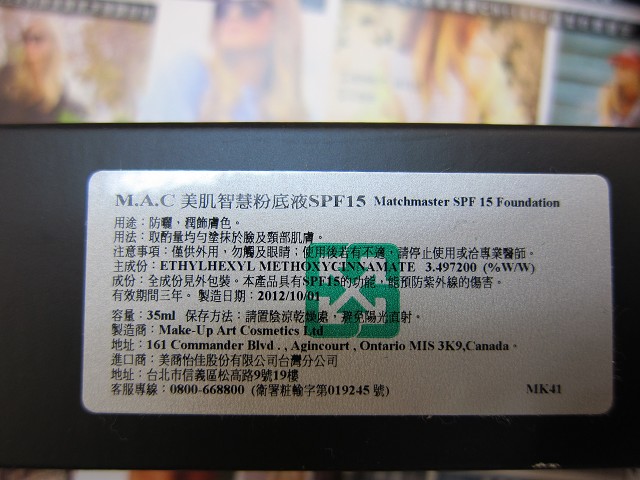 M.A.C 美肌智慧粉底液SPF15 Matchmaster SPF 15 Foundation
用途：防曬，潤飾膚色。
用法：取酌量均勻塗抹於臉及頸部肌膚。
注意事項：僅供外用，勿觸及眼睛；使用後若有不適，請停止使用或洽專業醫師。
主成份：ETHYLHEXYL METHOXYCINNAMATE 3.497200 (%W/W)
成份：全成份見外包裝。本產品具有SPF15的功能，能預防紫外線的傷害。
有效期間三年。 製造日期：2012/10/01
容量：35ml 保存方法：請置陰涼乾燥處，避免陽光直射。
製造商：Make-Up Art Cosmetics Ltd
地址：161 Commander Blvd . , Agincourt , Ontario MIS 3K9,Canada。
進口商：美商怡佳股份有限公司台灣分公司
地址：台北市信義區松高路9號19樓
客服專線：0800-668800 (衛署粧輸字第019245 號)
MK41